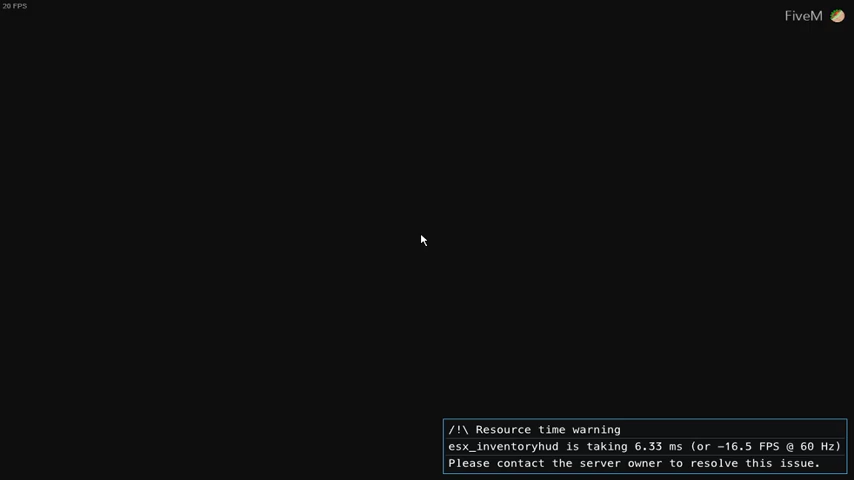 20 FPS
FiveM
/!\ Resource time warning
esx_inventoryhud is taking 6.33 ms (or -16.5 FPS @ 60 Hz)
Please contact the server owner to resolve this issue.